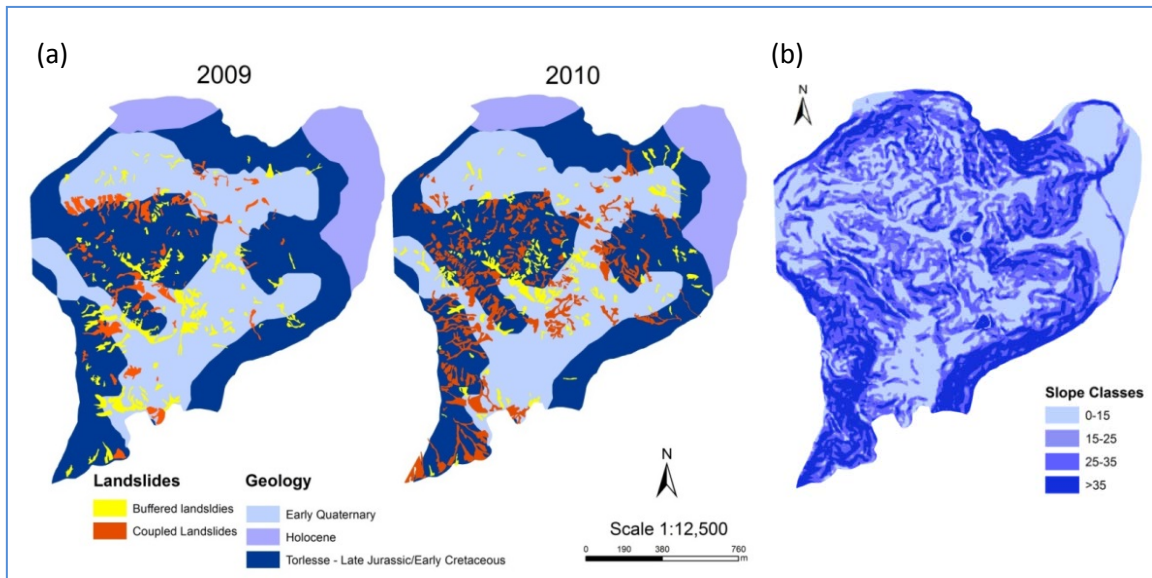 (a)
2009
2010
(b)
N
Landslides
Buffered landsldies
Coupled Landslides
Geology
Early Quaternary
Holocene
Torlesse - Late Jurassic/Early Cretaceous
N
Scale 1:12,500
0 190 380 760
m
Slope Classes
0-15
15-25
25-35
>35